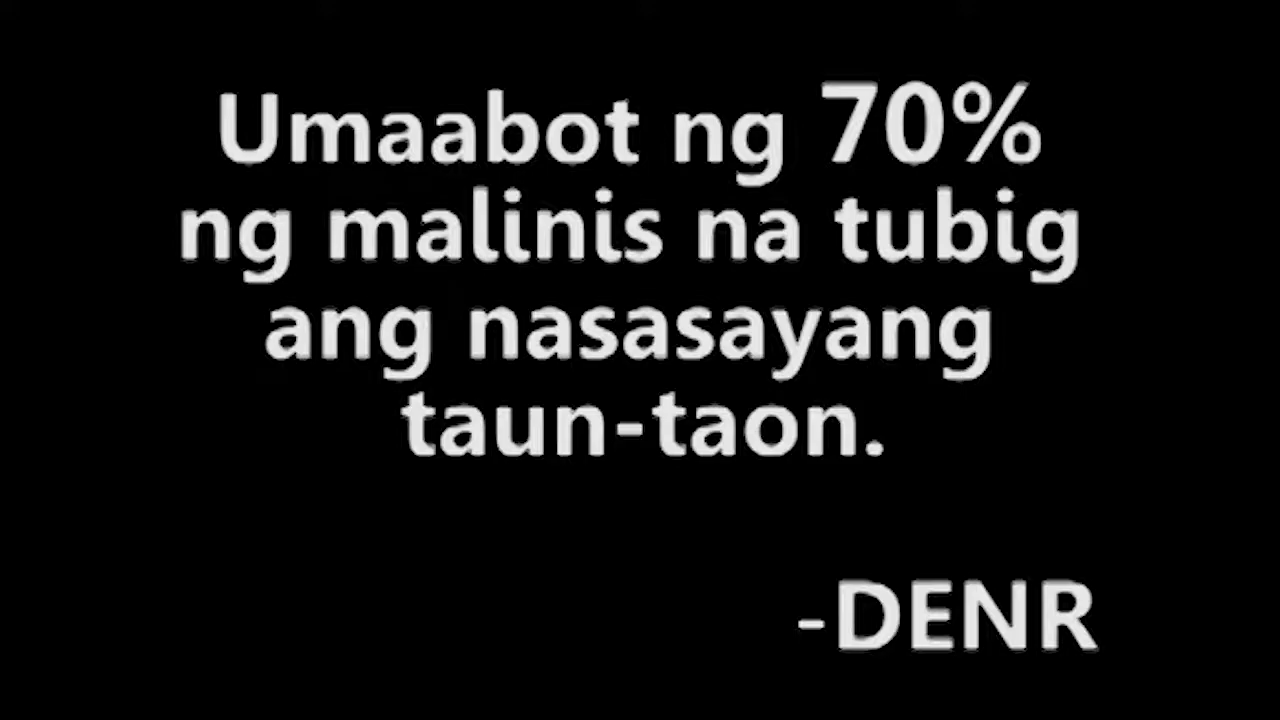 Umaabot ng 70%
ng malinis na tubig
ang nasasayang
taun-taon.
-DENR